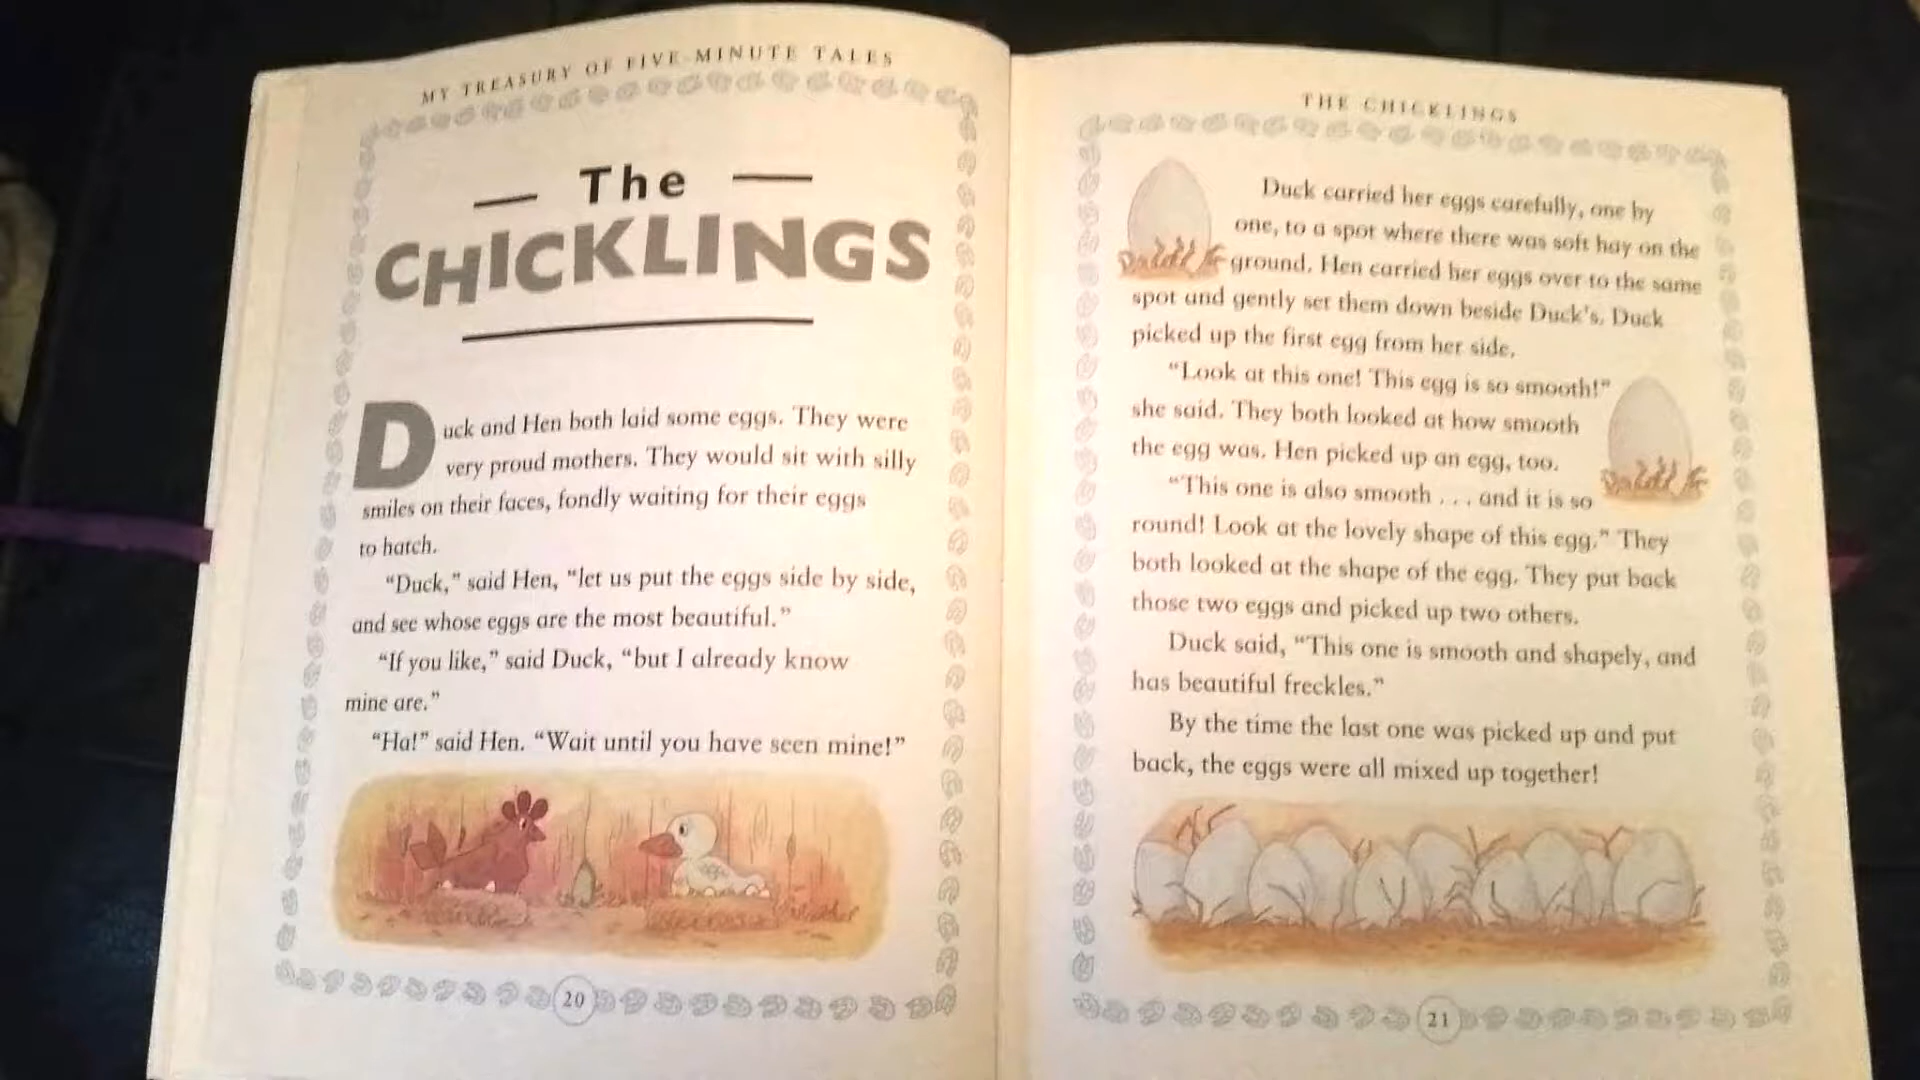 MY TREASURY OF FIVE-MINUTE TALES
The
CHICKLINGS
Duck and Hen both laid some eggs. They were
very proud mothers. They would sit with silly
smiles on their faces, fondly waiting for their eggs
to hatch.
“Duck,” said Hen, “let us put the eggs side by side,
and see whose eggs are the most beautiful.”
“If you like,” said Duck, “but I already know
mine are.”
“Ha!” said Hen. “Wait until you have seen mine!”
20
THE CHICKLINGS
Duck carried her eggs carefully, one by
one, to a spot where there was soft hay on the
ground. Hen carried her eggs over to the same
spot and gently set them down beside Duck's. Duck
picked up the first egg from her side.
“Look at this one! This egg is so smooth!”
she said. They both looked at how smooth
the egg was. Hen picked up an egg, too.
“This one is also smooth . . . and it is so
round! Look at the lovely shape of this egg.” They
both looked at the shape of the egg. They put back
those two eggs and picked up two others.
Duck said, “This one is smooth and shapely, and
has beautiful freckles.”
By the time the last one was picked up and put
back, the eggs were all mixed up together!
21